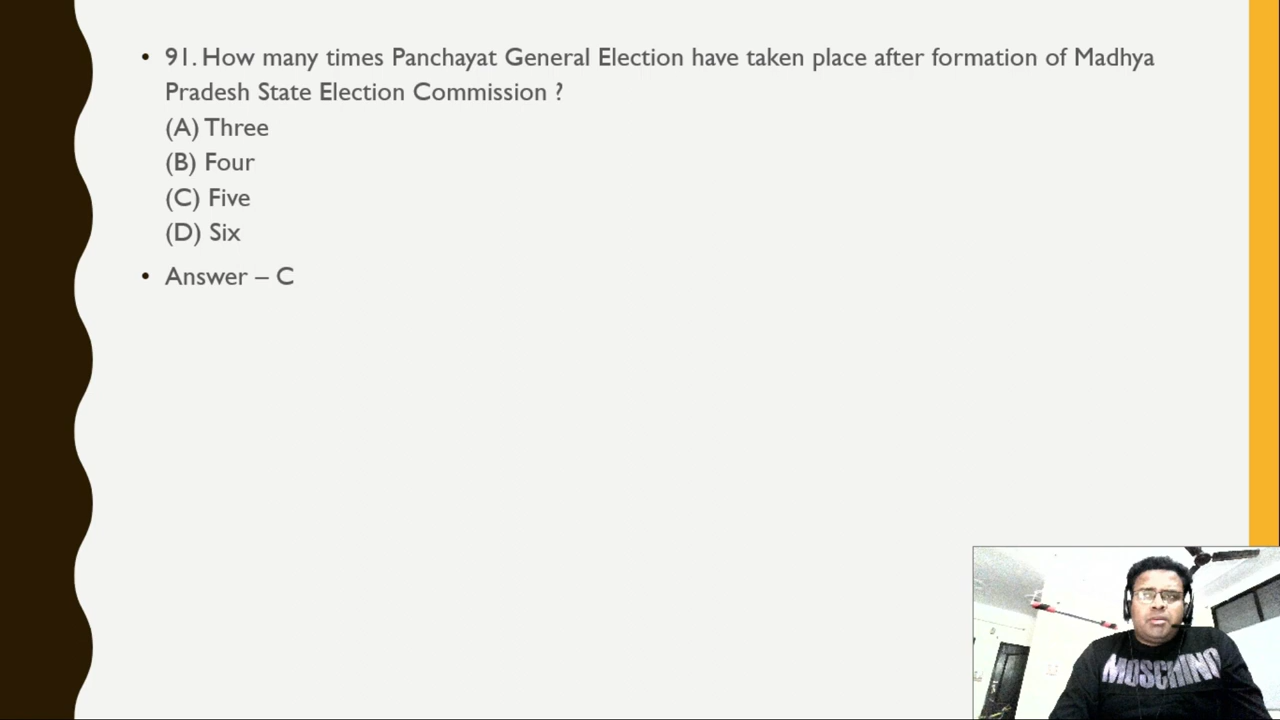 • 91. How many times Panchayat General Election have taken place after formation of Madhya
Pradesh State Election Commission ?
(A) Three
(B) Four
(C) Five
(D) Six
• Answer – C
MOSCHINO